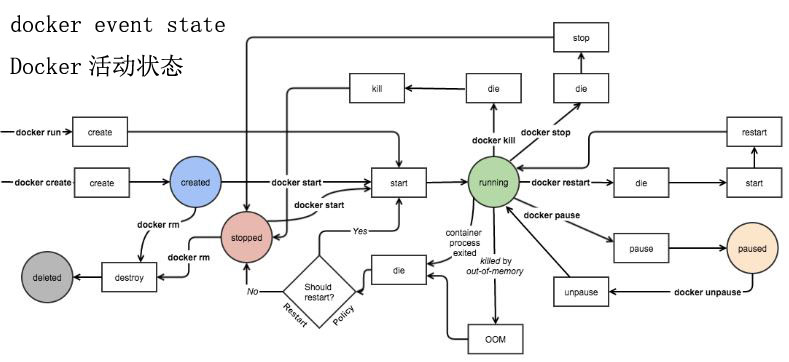 docker event state
Docker 活动状态
stop
kill
die
die
docker run
create
docker kill
docker stop
restart
docker create
create
created
docker start
start
running
docker restart
die
start
docker start
docker rm
stopped
Yes
container
process
exited
docker pause
docker rm
killed by
out-of-memory
pause
paused
deleted
destroy
No
Should
restart?
Restart
Policy
die
unpause
docker unpause
OOM